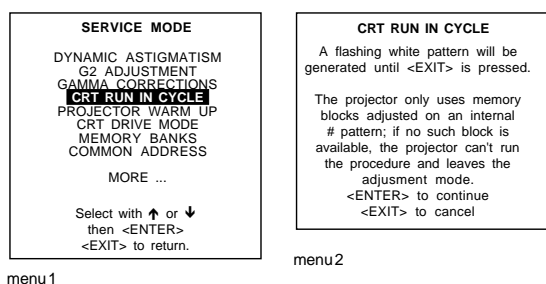 SERVICE MODE
DYNAMIC ASTIGMATISM
G2 ADJUSTMENT
GAMMA CORRECTIONS
CRT RUN IN CYCLE
PROJECTOR WARM UP
CRT DRIVE MODE
MEMORY BANKS
COMMON ADDRESS
MORE ...
Select with ↑ or ↓
then <ENTER>
<EXIT> to return.
menu1
CRT RUN IN CYCLE
A flashing white pattern will be
generated until <EXIT> is pressed.
The projector only uses memory
blocks adjusted on an internal
# pattern; if no such block is
available, the projector can't run
the procedure and leaves the
adjusment mode.
<ENTER> to continue
<EXIT> to cancel
menu2